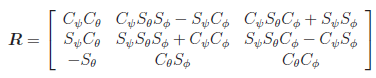 R = [ C_ψC_θ  C_ψS_θS_ϕ − S_ψC_ϕ  C_ψS_θC_ϕ + S_ψS_ϕ
S_ψC_θ  S_ψS_θS_ϕ + C_ψC_ϕ  S_ψS_θC_ϕ − C_ψS_ϕ
−S_θ  C_θS_ϕ  C_θC_ϕ ]